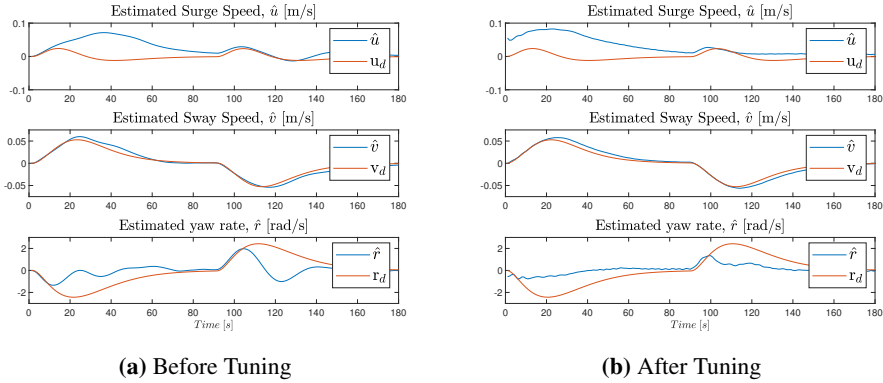 Estimated Surge Speed, û [m/s]
0.1
0
-0.1
0 20 40 60 80 100 120 140 160 180
û
u_d
Estimated Sway Speed, v̂ [m/s]
0.05
0
-0.05
0 20 40 60 80 100 120 140 160 180
v̂
v_d
Estimated yaw rate, r̂ [rad/s]
2
0
-2
0 20 40 60 80 100 120 140 160 180
r̂
r_d
Time [s]
(a) Before Tuning
Estimated Surge Speed, û [m/s]
0.1
0
-0.1
0 20 40 60 80 100 120 140 160 180
û
u_d
Estimated Sway Speed, v̂ [m/s]
0.05
0
-0.05
0 20 40 60 80 100 120 140 160 180
v̂
v_d
Estimated yaw rate, r̂ [rad/s]
2
0
-2
0 20 40 60 80 100 120 140 160 180
r̂
r_d
Time [s]
(b) After Tuning